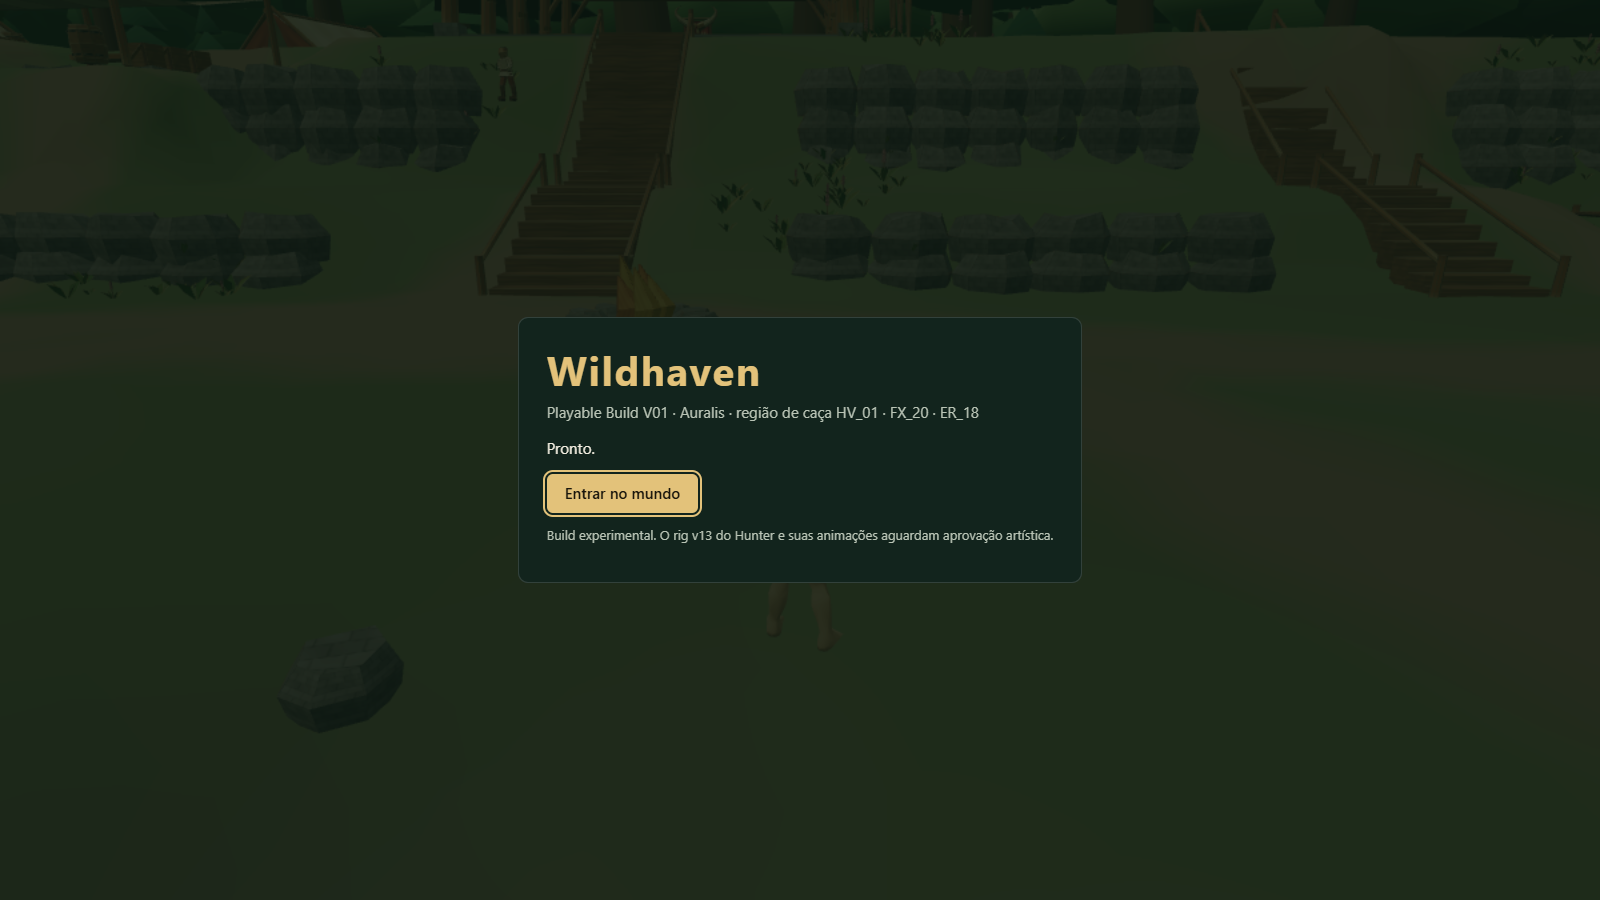 Wildhaven
Playable Build V01 · Auralis · região de caça HV_01 · FX_20 · ER_18
Pronto.
Entrar no mundo
Build experimental. O rig v13 do Hunter e suas animações aguardam aprovação artística.